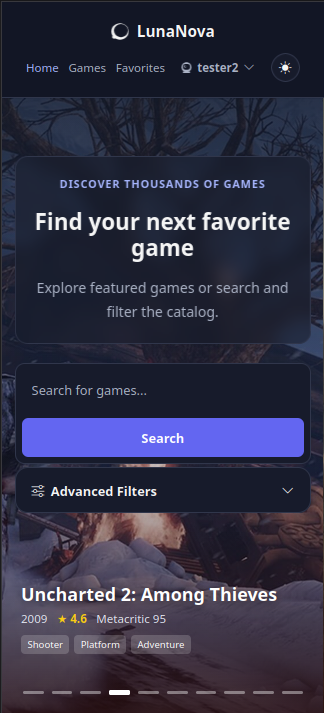 LunaNova
Home Games Favorites tester2
DISCOVER THOUSANDS OF GAMES
Find your next favorite
game
Explore featured games or search and
filter the catalog.
Search for games...
Search
Advanced Filters
Uncharted 2: Among Thieves
2009 ★ 4.6 Metacritic 95
Shooter Platform Adventure